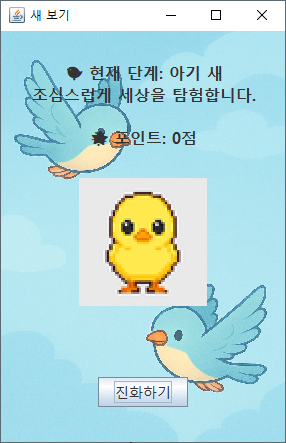 새 보기
현재 단계: 아기 새
조심스럽게 세상을 탐험합니다.
포인트: 0점
진화하기